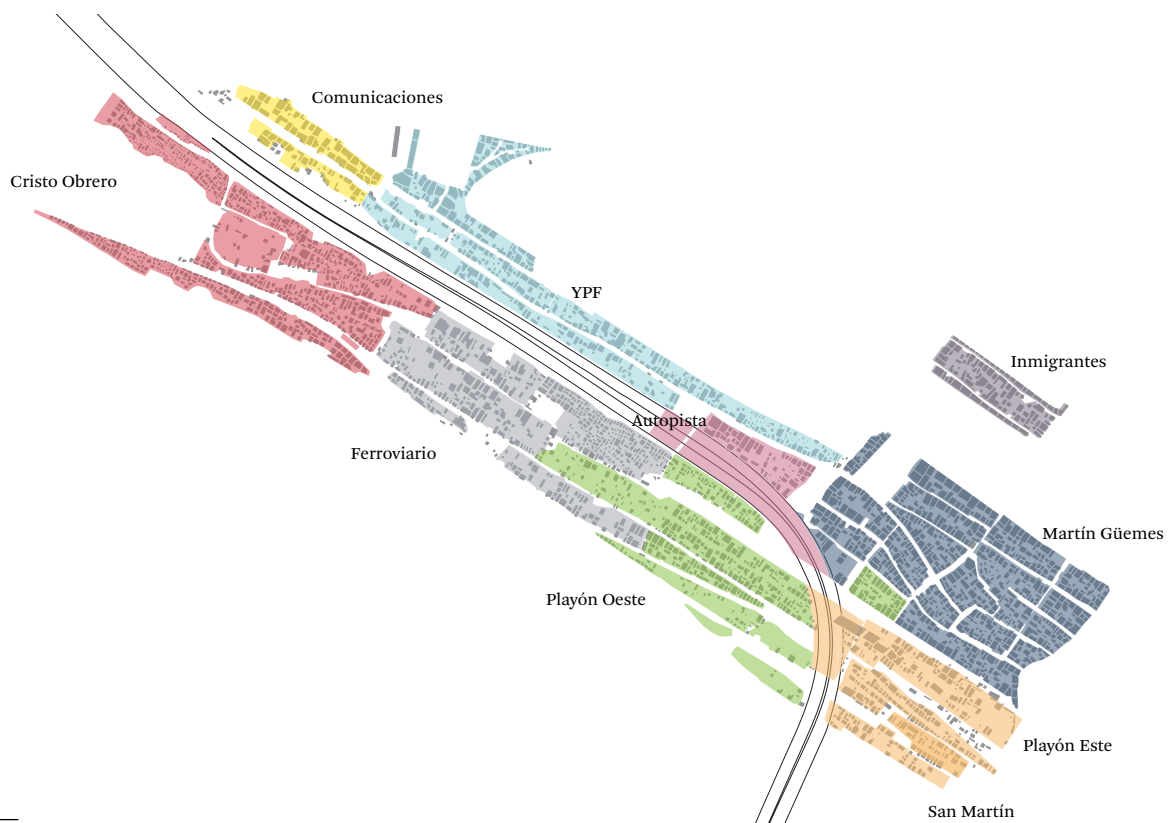 Comunicaciones
Cristo Obrero
YPF
Inmigrantes
Autopista
Ferroviario
Martín Güemes
Playón Oeste
Playón Este
San Martín